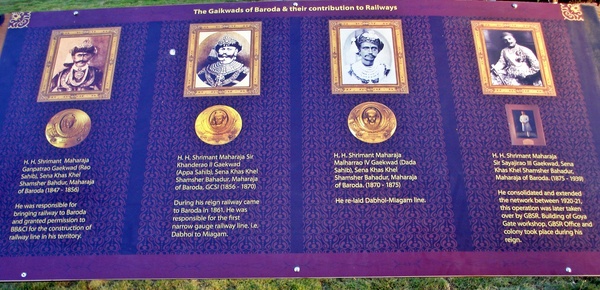 The Gaikwads of Baroda & their contribution to Railways
H. H. Shrimant Maharaja
Ganpatrao Gaekwad (Rao
Sahib), Sena Khas Khel
Shamsher Bahdur, Maharaja
of Baroda (1847 - 1856)
He was responsible for
bringing railway to Baroda
and granted permission to
BB&CI for the construction of
railway line in his territory.
H. H. Shrimant Maharaja Sir
Khanderao II Gaekwad
(Appa Sahib), Sena Khas Khel
Shamsher Bahadur, Maharaja
of Baroda, GCSI (1856 - 1870)
During his reign railway came
to Baroda in 1861. He was
responsible for the first
narrow gauge railway line. i.e.
Dabhoi to Miagam.
H. H. Shrimant Maharaja
Malharrao IV Gaekwad (Dada
Sahib), Sena Khas Khel
Shamsher Bahadur, Maharaja
of Baroda. (1870 - 1875)
He re-laid Dabhoi-Miagam line.
H. H. Shrimant Maharaja
Sir Sayajirao III Gaekwad, Sena
Khas Khel Shamsher Bahadur,
Maharaja of Baroda. (1875 - 1939)
He consolidated and extended
the network between 1920-21,
this operation was later taken
over by GBSR. Building of Goya
Gate workshop, GBSR Office and
colony took place during his
reign.